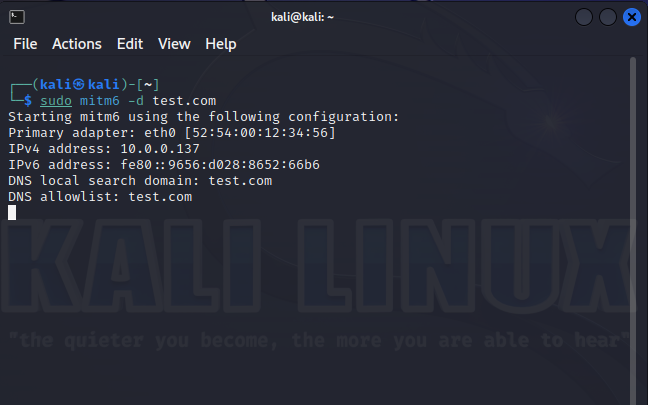 kali@kali: ~
File Actions Edit View Help
┌──(kali㉿kali)-[~]
└─$ sudo mitm6 -d test.com
Starting mitm6 using the following configuration:
Primary adapter: eth0 [52:54:00:12:34:56]
IPv4 address: 10.0.0.137
IPv6 address: fe80::9656:d028:8652:66b6
DNS local search domain: test.com
DNS allowlist: test.com
KALI LINUX
"the quieter you become, the more you are able to hear"